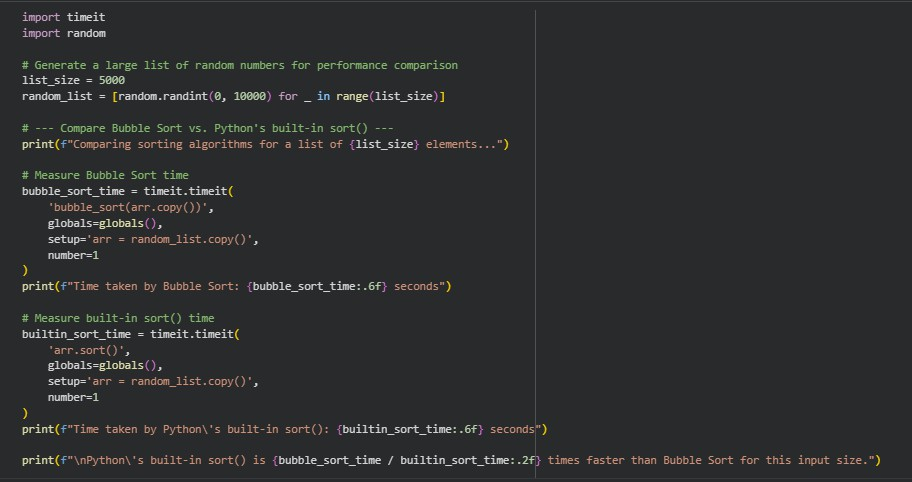 import timeit
import random
# Generate a large list of random numbers for performance comparison
list_size = 5000
random_list = [random.randint(0, 10000) for _ in range(list_size)]
# --- Compare Bubble Sort vs. Python's built-in sort() ---
print(f"Comparing sorting algorithms for a list of {list_size} elements...")
# Measure Bubble Sort time
bubble_sort_time = timeit.timeit(
    'bubble_sort(arr.copy())',
    globals=globals(),
    setup='arr = random_list.copy()',
    number=1
)
print(f"Time taken by Bubble Sort: {bubble_sort_time:.6f} seconds")
# Measure built-in sort() time
builtin_sort_time = timeit.timeit(
    'arr.sort()',
    globals=globals(),
    setup='arr = random_list.copy()',
    number=1
)
print(f"Time taken by Python\'s built-in sort(): {builtin_sort_time:.6f} seconds")
print(f"\nPython\'s built-in sort() is {bubble_sort_time / builtin_sort_time:.2f} times faster than Bubble Sort for this input size.")